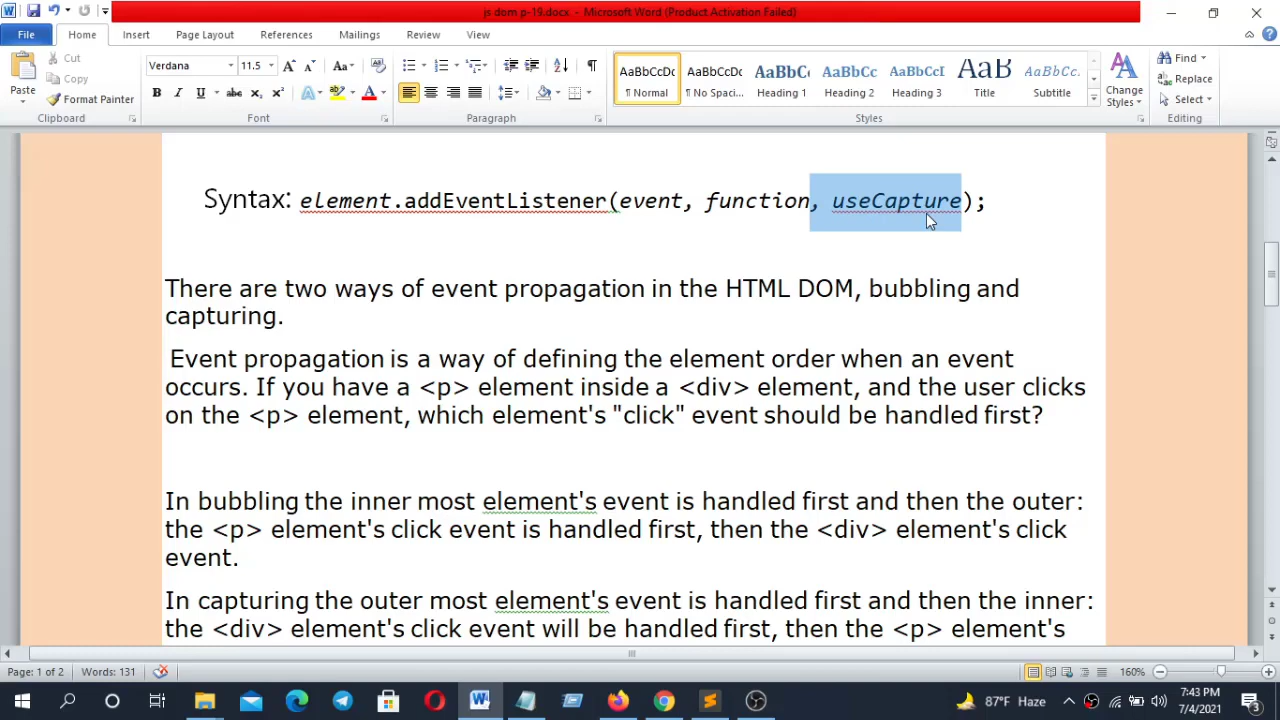 js dom p-19.docx - Microsoft Word (Product Activation Failed)
File Home Insert Page Layout References Mailings Review View
Cut
Copy
Format Painter
Paste
Verdana 11.5
Clipboard Font Paragraph Styles Editing
AaBbCcDc AaBbCcDc AaBbCc AaBbCc AaBbCcI AaB AaBbCc.
¶ Normal ¶ No Spaci... Heading 1 Heading 2 Heading 3 Title Subtitle
Change
Styles
Find
Replace
Select
Syntax: element.addEventListener(event, function, useCapture);
There are two ways of event propagation in the HTML DOM, bubbling and
capturing.
Event propagation is a way of defining the element order when an event
occurs. If you have a <p> element inside a <div> element, and the user clicks
on the <p> element, which element's "click" event should be handled first?
In bubbling the inner most element's event is handled first and then the outer:
the <p> element's click event is handled first, then the <div> element's click
event.
In capturing the outer most element's event is handled first and then the inner:
the <div> element's click event will be handled first, then the <p> element's
Page: 1 of 2 Words: 131 160%
87°F Haze
7:43 PM
7/4/2021
3